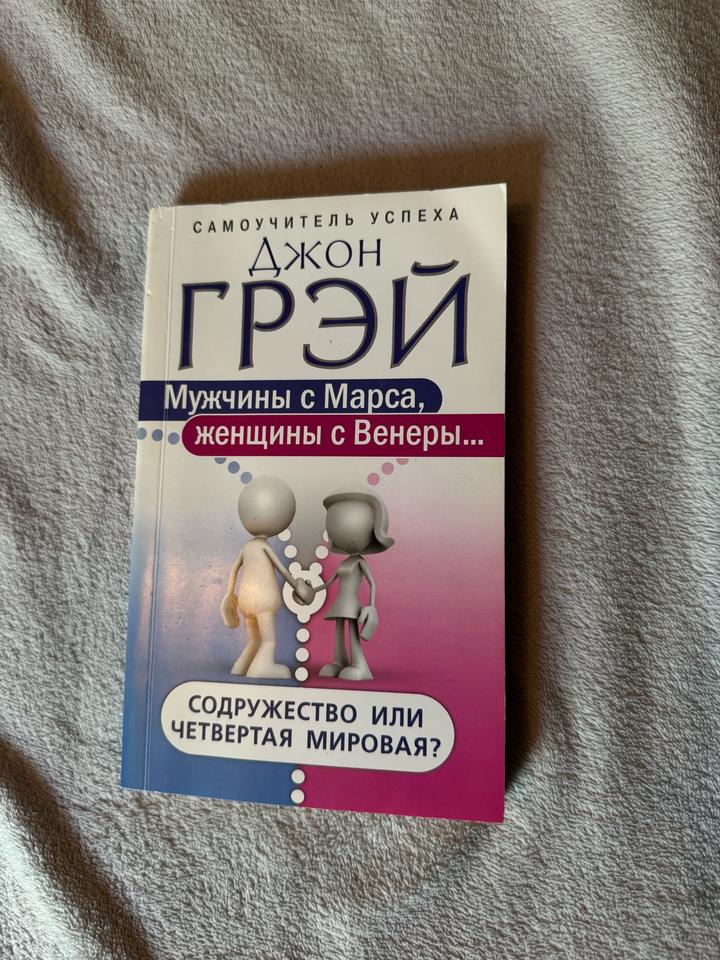 САМОУЧИТЕЛЬ УСПЕХА
Джон
ГРЭЙ
Мужчины с Марса,
женщины с Венеры...
СОДРУЖЕСТВО ИЛИ
ЧЕТВЕРТАЯ МИРОВАЯ?